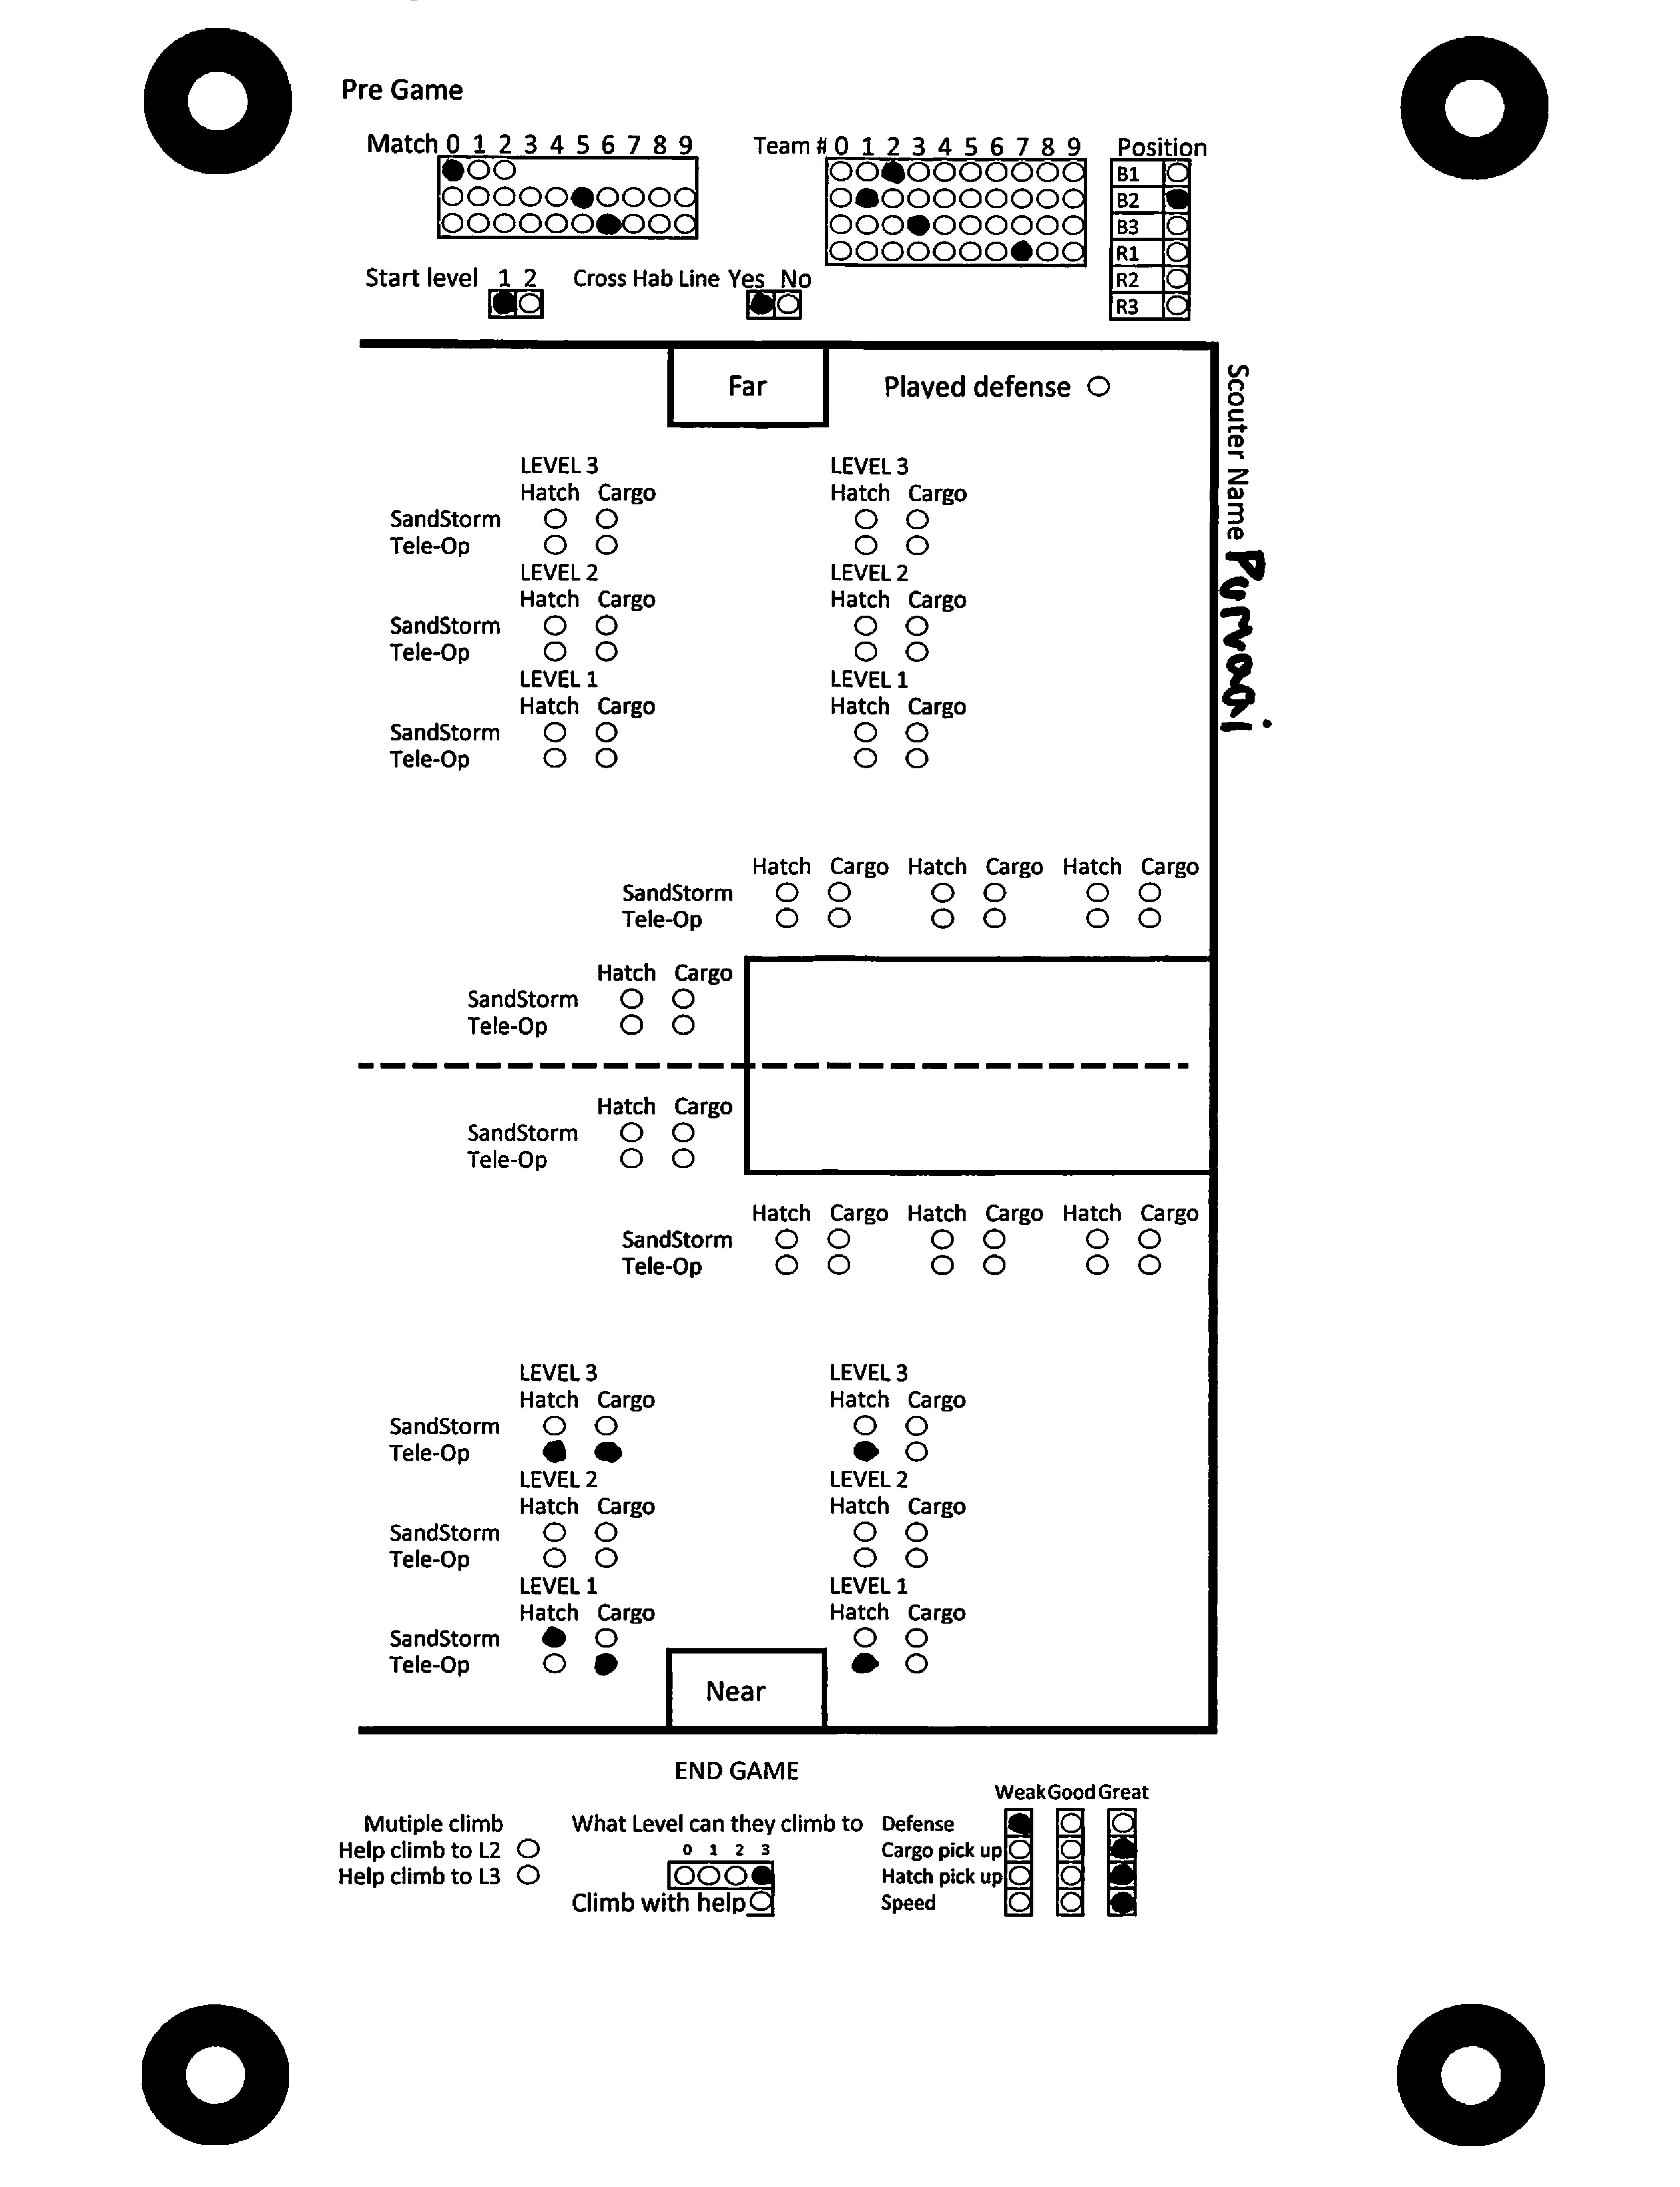 Pre Game
Match 0 1 2 3 4 5 6 7 8 9
Team # 0 1 2 3 4 5 6 7 8 9
Position
B1
B2
B3
R1
R2
R3
Start level 1 2
Cross Hab Line Yes No
Far
Played defense
Scouter Name
LEVEL 3 LEVEL 3
Hatch Cargo Hatch Cargo
SandStorm
Tele-Op
LEVEL 2 LEVEL 2
Hatch Cargo Hatch Cargo
SandStorm
Tele-Op
LEVEL 1 LEVEL 1
Hatch Cargo Hatch Cargo
SandStorm
Tele-Op
Hatch Cargo Hatch Cargo Hatch Cargo
SandStorm
Tele-Op
Hatch Cargo
SandStorm
Tele-Op
Hatch Cargo
SandStorm
Tele-Op
Hatch Cargo Hatch Cargo Hatch Cargo
SandStorm
Tele-Op
LEVEL 3 LEVEL 3
Hatch Cargo Hatch Cargo
SandStorm
Tele-Op
LEVEL 2 LEVEL 2
Hatch Cargo Hatch Cargo
SandStorm
Tele-Op
LEVEL 1 LEVEL 1
Hatch Cargo Hatch Cargo
SandStorm
Tele-Op
Near
END GAME
Mutiple climb
Help climb to L2
Help climb to L3
What Level can they climb to
0 1 2 3
Climb with help
Weak Good Great
Defense
Cargo pick up
Hatch pick up
Speed